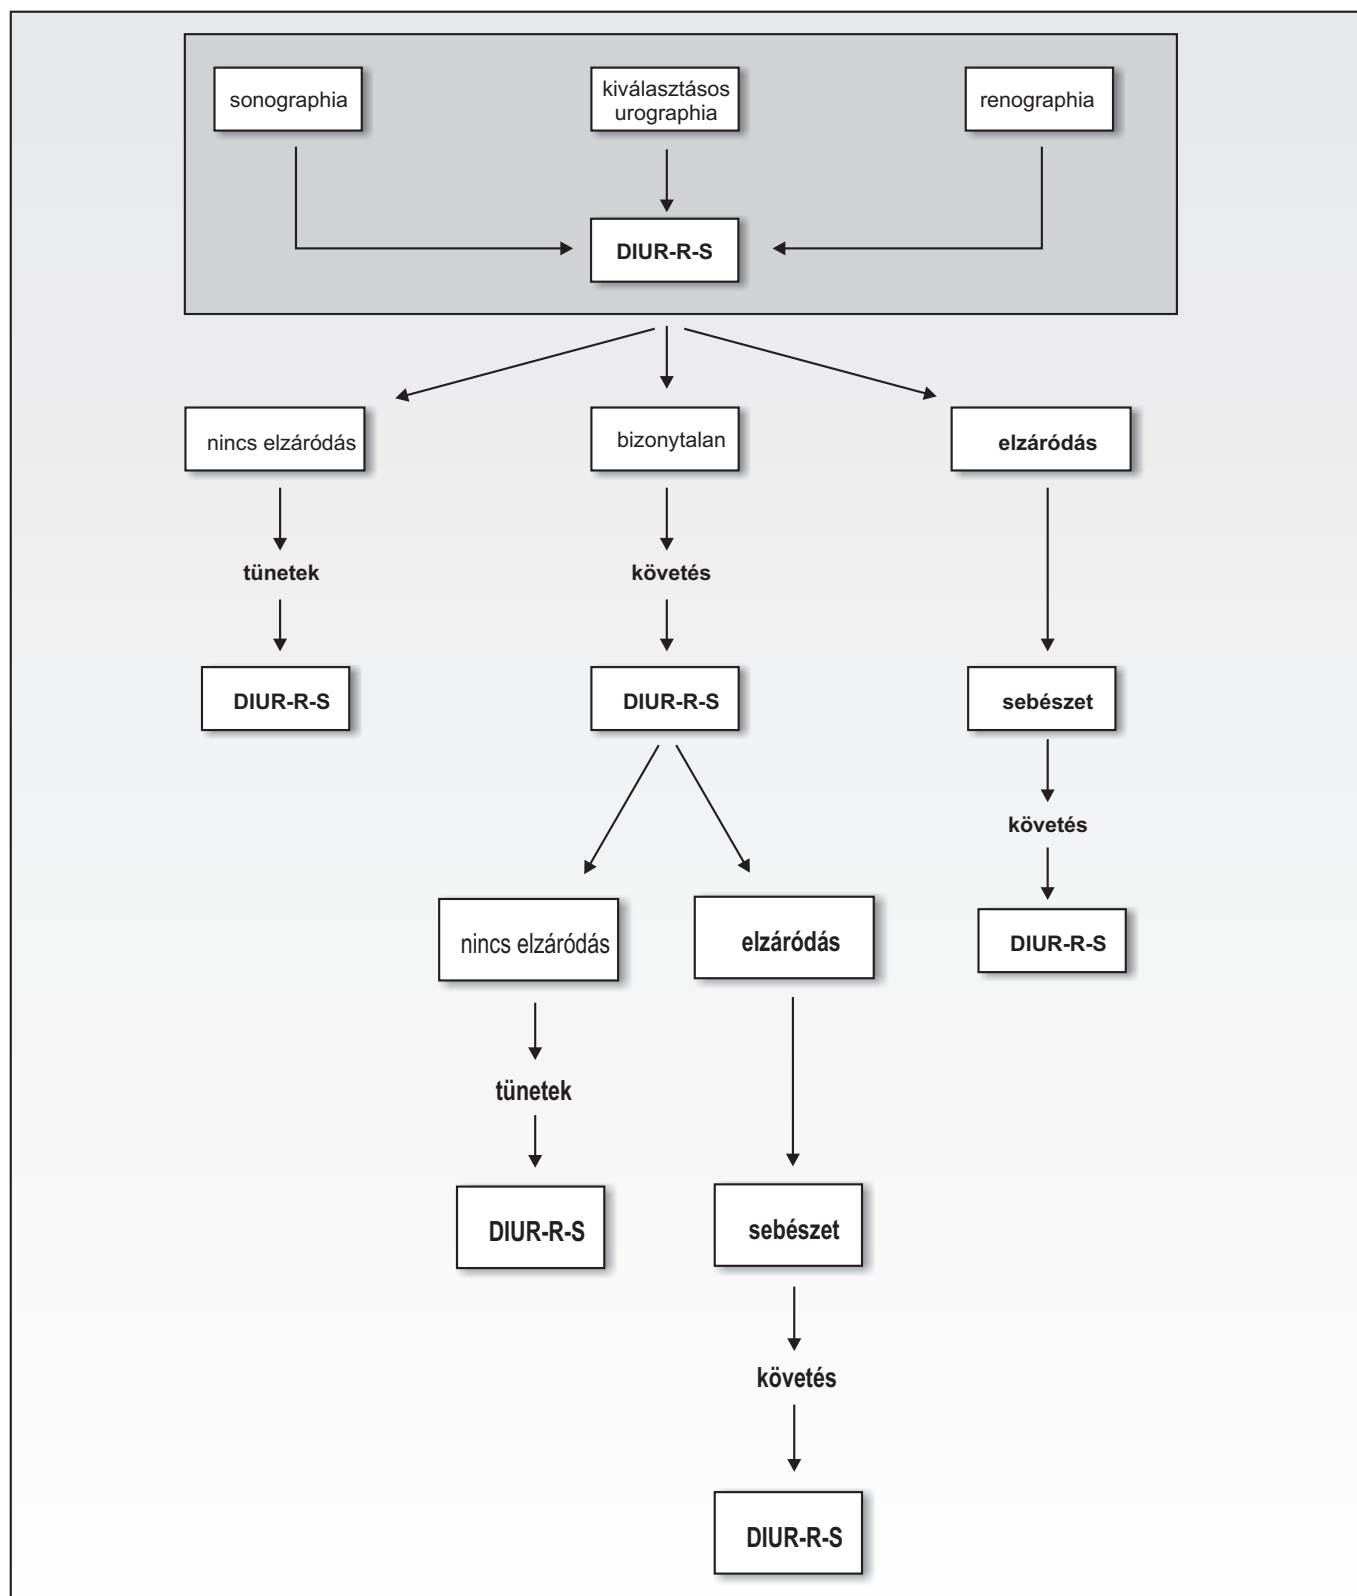 sonographia
kiválasztásos
urographia
renographia
DIUR-R-S
nincs elzáródás
bizonytalan
elzáródás
tünetek
követés
DIUR-R-S
DIUR-R-S
sebészet
követés
nincs elzáródás
elzáródás
DIUR-R-S
tünetek
DIUR-R-S
sebészet
követés
DIUR-R-S